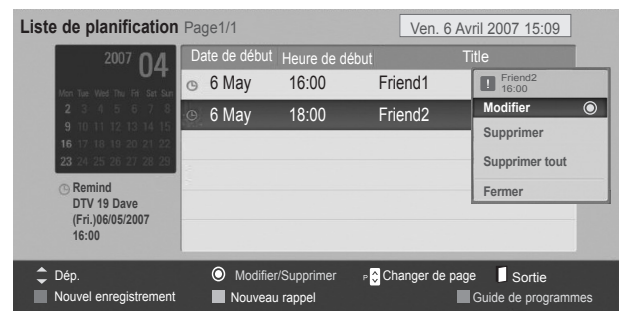 Liste de planification Page1/1
Ven. 6 Avril 2007 15:09
2007 04
Mon Tue Wed Thu Fri Sat Sun
2 3 4 5 6 7 8
9 10 11 12 13 14 15
16 17 18 19 20 21 22
23 24 25 26 27 28 29
Remind
DTV 19 Dave
(Fri.)06/05/2007
16:00
Date de début Heure de début Title
6 May 16:00 Friend1
6 May 18:00 Friend2
Friend2
16:00
Modifier
Supprimer
Supprimer tout
Fermer
Dép. Modifier/Supprimer P Changer de page Sortie
Nouvel enregistrement Nouveau rappel Guide de programmes